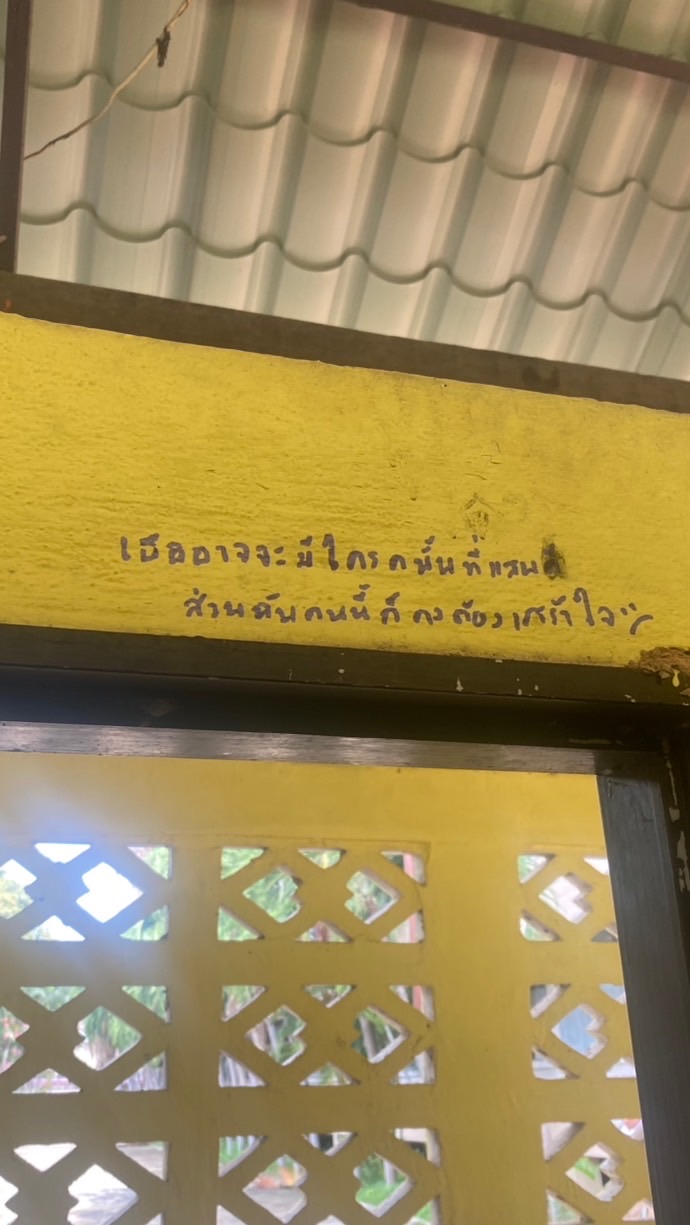 เธออาจจะมีใครคนั้นที่แสนดี
ส่วนฉันคนนี้ก็คงต้องเศร้าใจ :(